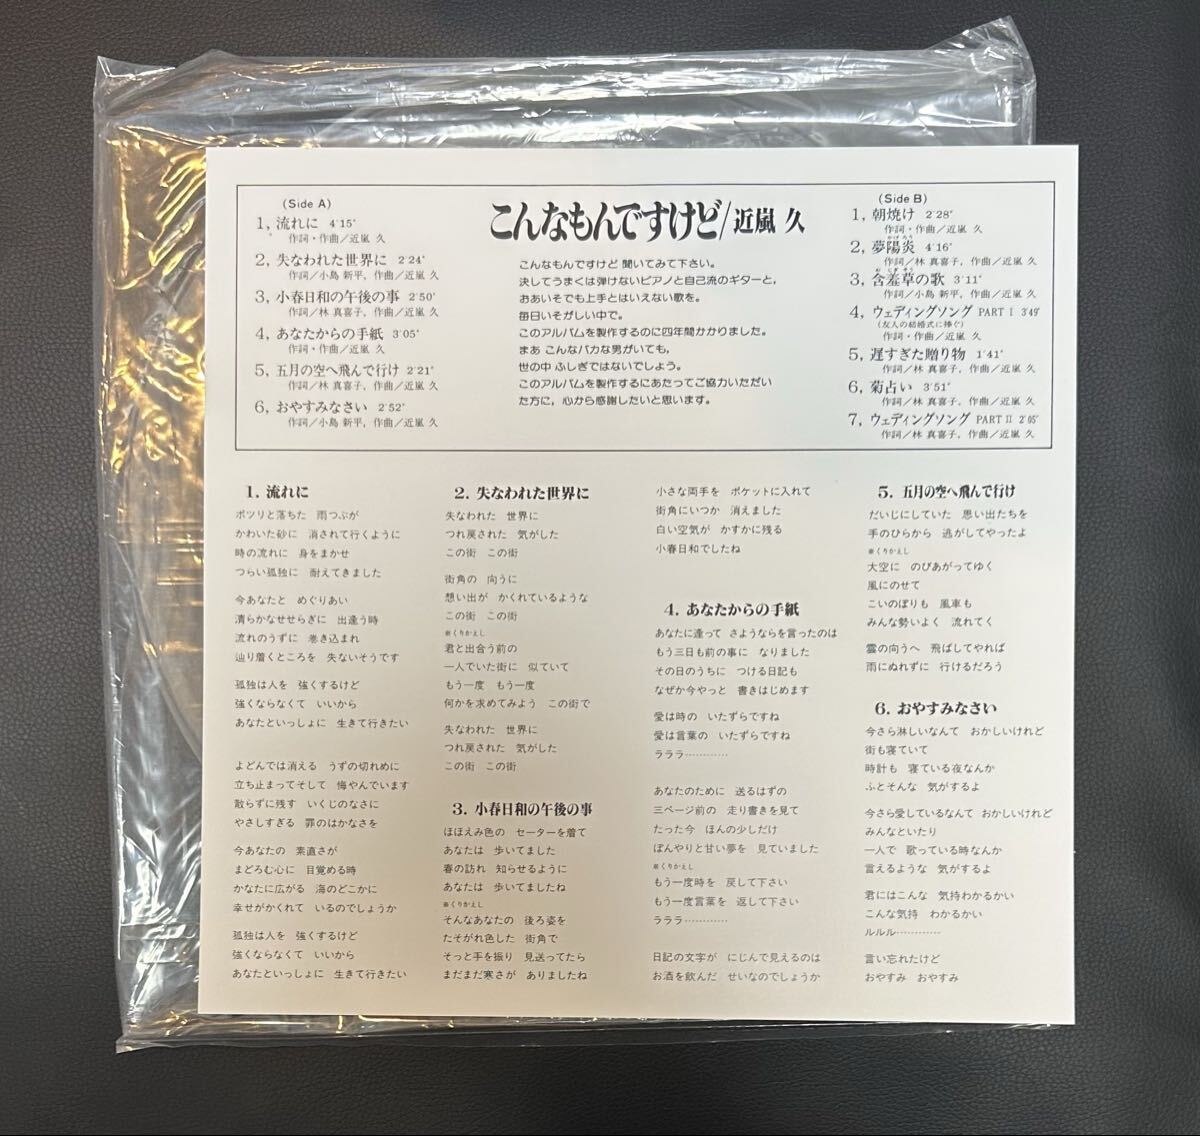 (Side A)
1, 流れに 4'15"
作詞・作曲／近嵐 久
2, 失なわれた世界に 2'24"
作詞／小島 新平, 作曲／近嵐 久
3, 小春日和の午後の事 2'50"
作詞／林 真喜子, 作曲／近嵐 久
4, あなたからの手紙 3'05"
作詞・作曲／近嵐 久
5, 五月の空へ飛んで行け 2'21"
作詞／林 真喜子, 作曲／近嵐 久
6, おやすみなさい 2'52"
作詞／小島 新平, 作曲／近嵐 久
こんなもんですけど/近嵐 久
こんなもんですけど 聞いてみて下さい。
決してうまくは弾けないピアノと自己流のギターと,
おあいそでも上手とはいえない歌を。
毎日いそがしい中で。
このアルバムを製作するのに四年間かかりました。
まあ こんなバカな男がいても,
世の中 ふしぎではないでしょう。
このアルバムを製作するにあたってご協力いただい
た方に, 心から感謝したいと思います。
(Side B)
1, 朝焼け 2'28"
作詞・作曲／近嵐 久
かげろう
2, 夢陽炎 4'16"
作詞／林 真喜子, 作曲／近嵐 久
おじぎそう
3, 含羞草の歌 3'11"
作詞／小島 新平, 作曲／近嵐 久
4, ウェディングソング PART I 3'49"
(友人の結婚式に捧ぐ)
作詞・作曲／近嵐 久
5, 遅すぎた贈り物 1'41"
作詞／林 真喜子, 作曲／近嵐 久
6, 菊占い 3'51"
作詞／林 真喜子, 作曲／近嵐 久
7, ウェディングソング PART II 2'05"
作詞／林 真喜子, 作曲／近嵐 久
1. 流れに
ポツリと落ちた 雨つぶが
かわいた砂に 消されて行くように
時の流れに 身をまかせ
つらい孤独に 耐えてきました
今あなたと めぐりあい
清らかなせせらぎに 出逢う時
流れのうずに 巻き込まれ
辿り着くところを 失ないそうです
孤独は人を 強くするけど
強くならなくて いいから
あなたといっしょに 生きて行きたい
よどんでは消える うずの切れめに
立ち止まってそして 悔やんでいます
散らずに残す いくじのなさに
やさしすぎる 罪のはかなさを
今あなたの 素直さが
まどろむ心に 目覚める時
かなたに広がる 海のどこかに
幸せがかくれて いるのでしょうか
孤独は人を 強くするけど
強くならなくて いいから
あなたといっしょに 生きて行きたい
2. 失なわれた世界に
失なわれた 世界に
つれ戻された 気がした
この街 この街
街角の 向うに
想い出が かくれているような
この街 この街
※くりかえし
君と出合う前の
一人でいた街に 似ていて
もう一度 もう一度
何かを求めてみよう この街で
失なわれた 世界に
つれ戻された 気がした
この街 この街
3. 小春日和の午後の事
ほほえみ色の セーターを着て
あなたは 歩いてました
春の訪れ 知らせるように
あなたは 歩いてましたね
※くりかえし
そんなあなたの 後ろ姿を
たそがれ色した 街角で
そっと手を振り 見送ってたら
まだまだ寒さが ありましたね
小さな両手を ポケットに入れて
街角にいつか 消えました
白い空気が かすかに残る
小春日和でしたね
4. あなたからの手紙
あなたに逢って さようならを言ったのは
もう三日も前の事に なりました
その日のうちに つける日記も
なぜか今やっと 書きはじめます
愛は時の いたずらですね
愛は言葉の いたずらですね
ラララ…………
あなたのために 送るはずの
三ページ前の 走り書きを見て
たった今 ほんの少しだけ
ぼんやりと甘い夢を 見ていました
※くりかえし
もう一度時を 戻して下さい
もう一度言葉を 返して下さい
ラララ…………
日記の文字が にじんで見えるのは
お酒を飲んだ せいなのでしょうか
5. 五月の空へ飛んで行け
だいじにしていた 思い出たちを
手のひらから 逃がしてやったよ
※くりかえし
大空に のびあがってゆく
風にのせて
こいのぼりも 風車も
みんな勢いよく 流れてく
雲の向うへ 飛ばしてやれば
雨にぬれずに 行けるだろう
6. おやすみなさい
今さら淋しいなんて おかしいけれど
街も寝ていて
時計も 寝ている夜なんか
ふとそんな 気がするよ
今さら愛しているなんて おかしいけれど
みんなといたり
一人で 歌っている時なんか
言えるような 気がするよ
君にはこんな 気持わかるかい
こんな気持 わかるかい
ルルル…………
言い忘れたけど
おやすみ おやすみ